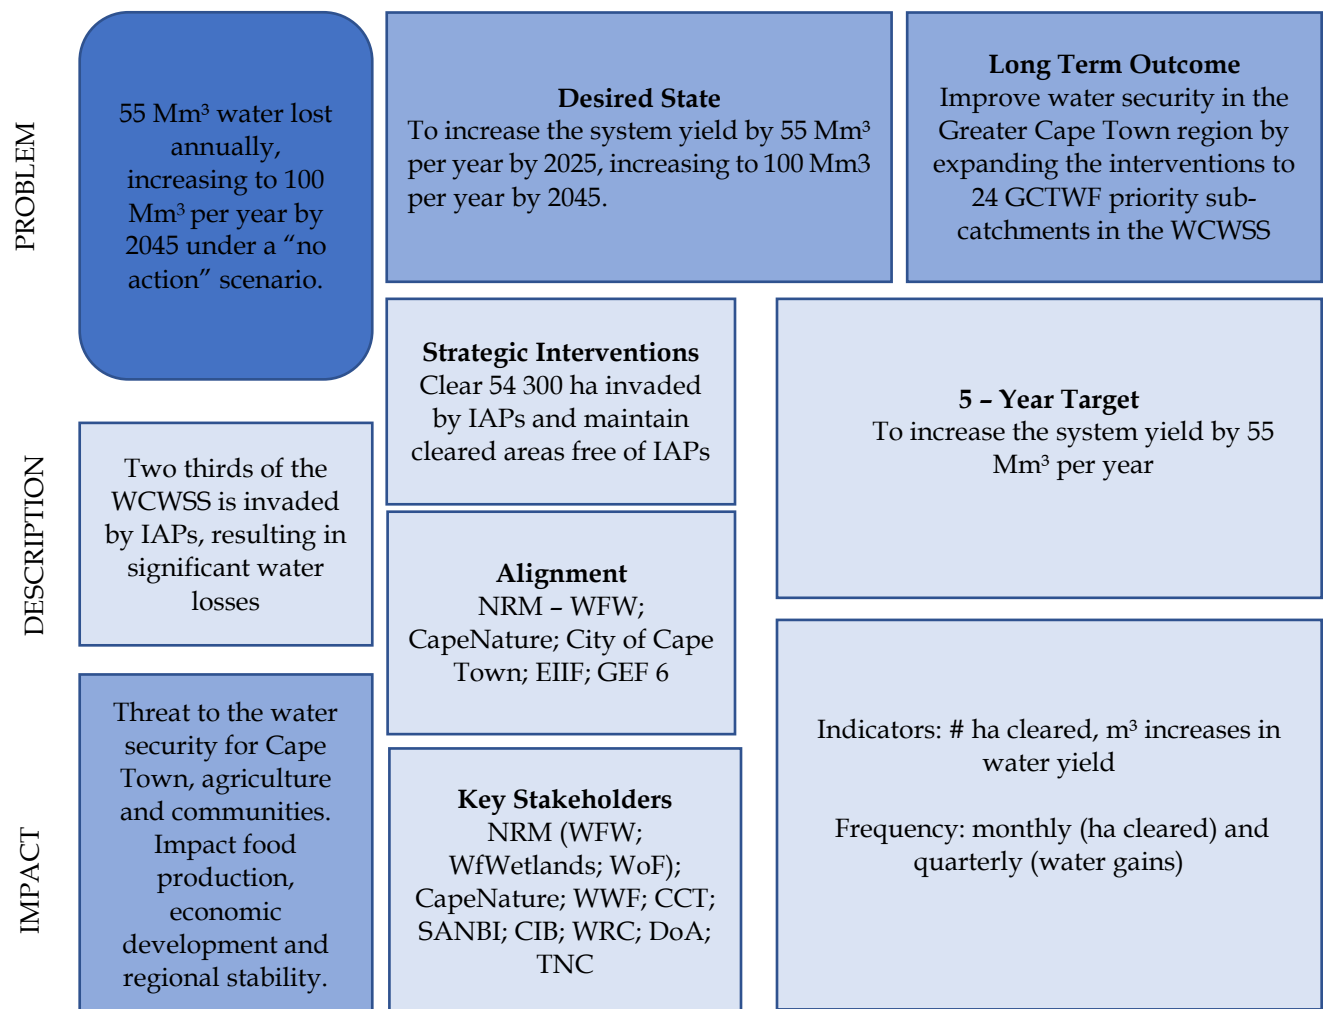 PROBLEM
55 Mm³ water lost
annually,
increasing to 100
Mm³ per year by
2045 under a “no
action” scenario.
Desired State
To increase the system yield by 55 Mm³
per year by 2025, increasing to 100 Mm3
per year by 2045.
Long Term Outcome
Improve water security in the
Greater Cape Town region by
expanding the interventions to
24 GCTWF priority sub-
catchments in the WCWSS
DESCRIPTION
Two thirds of the
WCWSS is invaded
by IAPs, resulting in
significant water
losses
Strategic Interventions
Clear 54 300 ha invaded
by IAPs and maintain
cleared areas free of IAPs
5 – Year Target
To increase the system yield by 55
Mm³ per year
Alignment
NRM – WFW;
CapeNature; City of Cape
Town; EIIF; GEF 6
IMPACT
Threat to the water
security for Cape
Town, agriculture
and communities.
Impact food
production,
economic
development and
regional stability.
Key Stakeholders
NRM (WFW;
WfWetlands; WoF);
CapeNature; WWF; CCT;
SANBI; CIB; WRC; DoA;
TNC
Indicators: # ha cleared, m³ increases in
water yield
Frequency: monthly (ha cleared) and
quarterly (water gains)